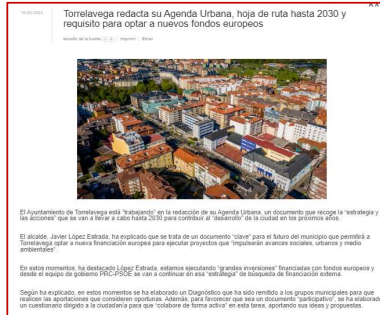 Torrelavega redacta su Agenda Urbana, hoja de ruta hasta 2030 y
requisito para optar a nuevos fondos europeos
tamaño de la fuente | Imprimir | Email
El Ayuntamiento de Torrelavega está "trabajando" en la redacción de su Agenda Urbana, un documento que recoge la "estrategia y
las acciones" que se van a llevar a cabo hasta 2030 para contribuir al "desarrollo" de la ciudad en los próximos años.
El alcalde, Javier López Estrada, ha explicado que se trata de un documento "clave" para el futuro del municipio que permitirá a
Torrelavega optar a nueva financiación europea para ejecutar proyectos que "impulsarán avances sociales, urbanos y medio
ambientales".
En estos momentos, ha destacado López Estrada, estamos ejecutando "grandes inversiones" financiadas con fondos europeos y
desde el equipo de gobierno PRC-PSOE se van a continuar en esa "estrategia" de búsqueda de financiación externa.
Según ha explicado, en estos momentos se ha elaborado un Diagnóstico que ha sido remitido a los grupos municipales para que
realicen las aportaciones que consideren oportunas. Además, para favorecer que sea un documento "participativo", se ha elaborado
un cuestionario dirigido a la ciudadanía para que "colabore de forma activa" en esta tarea, aportando sus ideas y propuestas.